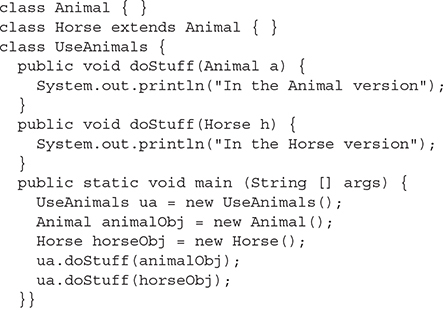 class Animal { }
class Horse extends Animal { }
class UseAnimals {
  public void doStuff(Animal a) {
    System.out.println("In the Animal version");
  }
  public void doStuff(Horse h) {
    System.out.println("In the Horse version");
  }
  public static void main (String [] args) {
    UseAnimals ua = new UseAnimals();
    Animal animalObj = new Animal();
    Horse horseObj = new Horse();
    ua.doStuff(animalObj);
    ua.doStuff(horseObj);
  }}